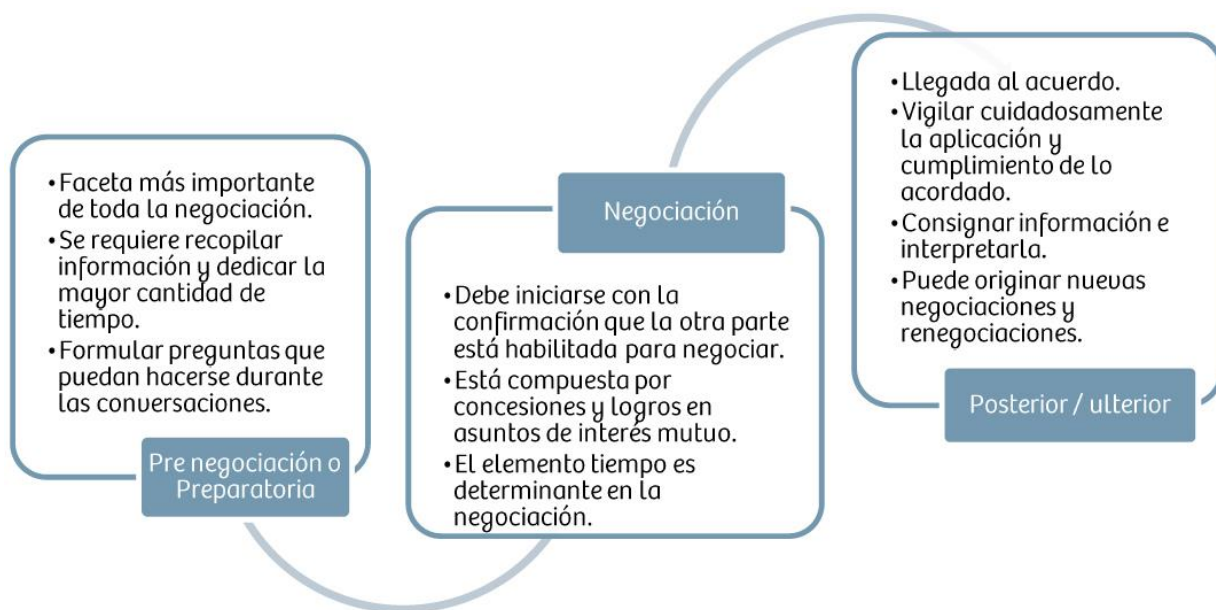 • Faceta más importante
de toda la negociación.
• Se requiere recopilar
información y dedicar la
mayor cantidad de
tiempo.
• Formular preguntas que
puedan hacerse durante
las conversaciones.
Pre negociación o
Preparatoria
Negociación
• Debe iniciarse con la
confirmación que la otra parte
está habilitada para negociar.
• Está compuesta por
concesiones y logros en
asuntos de interés mutuo.
• El elemento tiempo es
determinante en la
negociación.
• Llegada al acuerdo.
• Vigilar cuidadosamente
la aplicación y
cumplimiento de lo
acordado.
• Consignar información e
interpretarla.
• Puede originar nuevas
negociaciones y
renegociaciones.
Posterior / ulterior